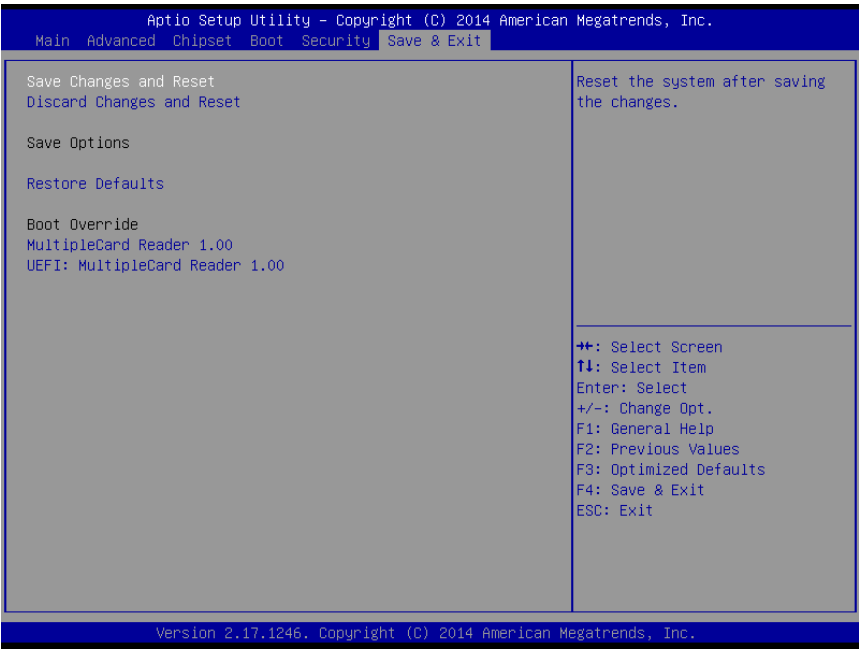 Aptio Setup Utility – Copyright (C) 2014 American Megatrends, Inc.
Main Advanced Chipset Boot Security Save & Exit
Save Changes and Reset
Discard Changes and Reset
Save Options
Restore Defaults
Boot Override
MultipleCard Reader 1.00
UEFI: MultipleCard Reader 1.00
Reset the system after saving
the changes.
→←: Select Screen
↑↓: Select Item
Enter: Select
+/-: Change Opt.
F1: General Help
F2: Previous Values
F3: Optimized Defaults
F4: Save & Exit
ESC: Exit
Version 2.17.1246. Copyright (C) 2014 American Megatrends, Inc.